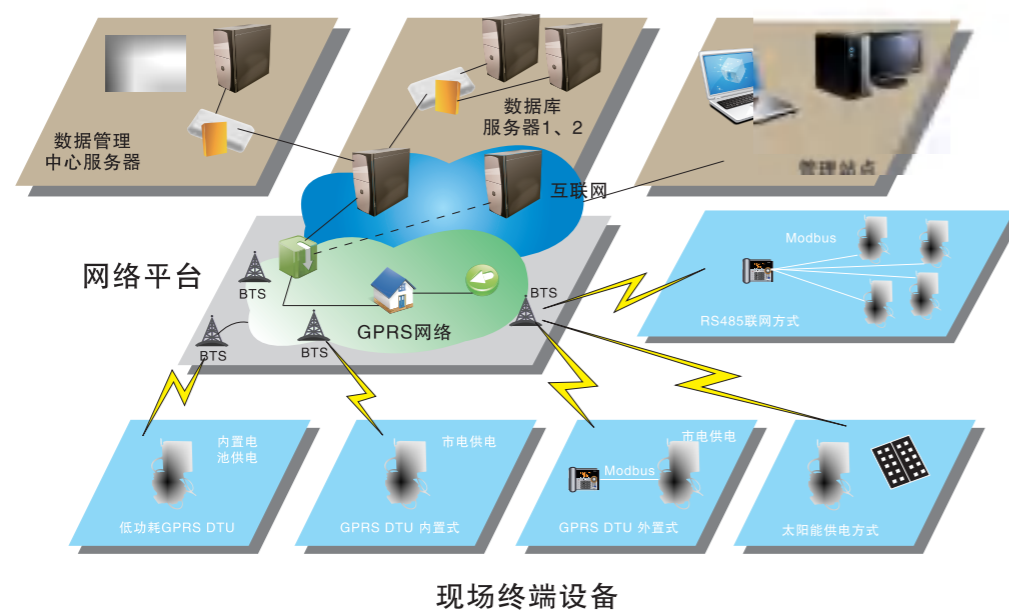 数据管理
中心服务器
数据库
服务器1、2
管理站点
互联网
网络平台
BTS
BTS
BTS
BTS
GPRS网络
Modbus
RS485联网方式
内置电
池供电
低功耗GPRS DTU
市电供电
GPRS DTU 内置式
市电供电
Modbus
GPRS DTU 外置式
太阳能供电方式
现场终端设备